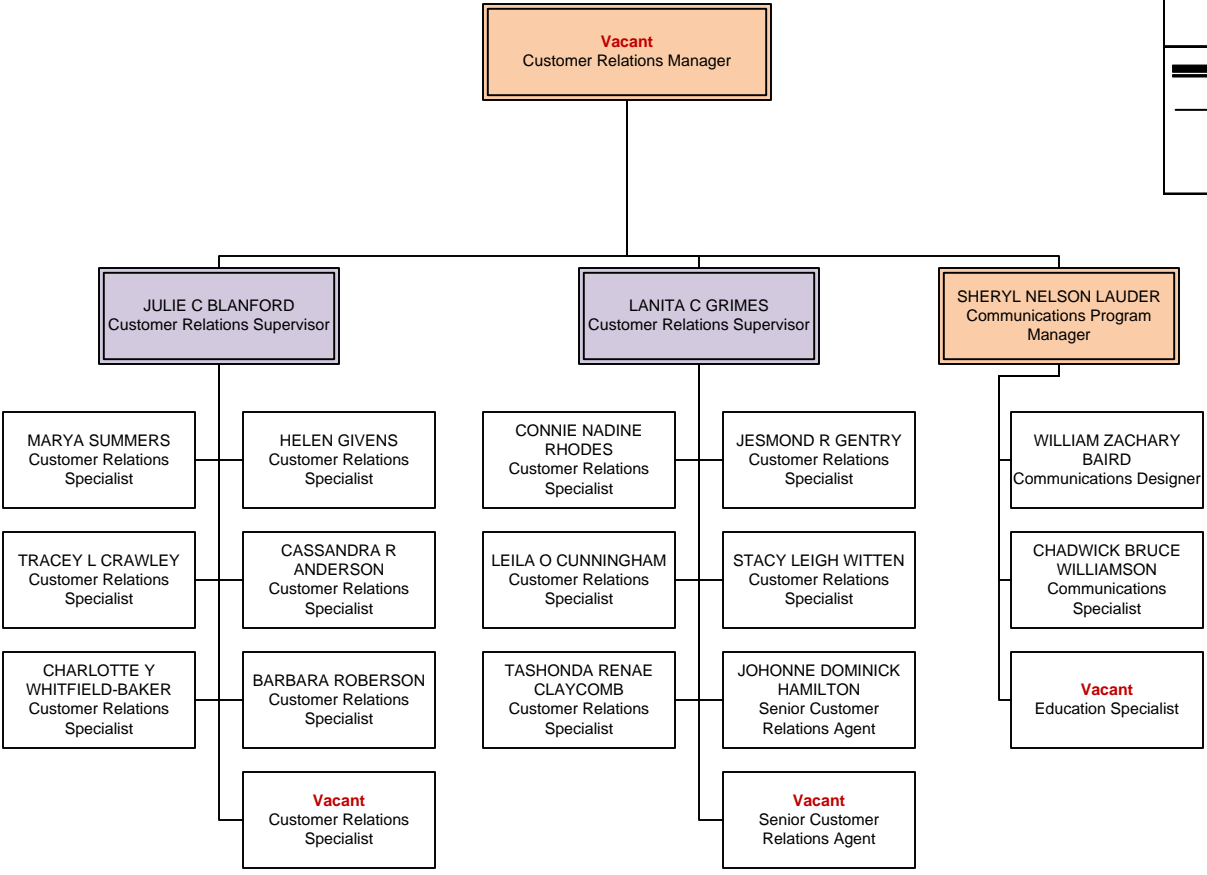 Vacant
Customer Relations Manager
JULIE C BLANFORD
Customer Relations Supervisor
LANITA C GRIMES
Customer Relations Supervisor
SHERYL NELSON LAUDER
Communications Program
Manager
MARYA SUMMERS
Customer Relations
Specialist
HELEN GIVENS
Customer Relations
Specialist
TRACEY L CRAWLEY
Customer Relations
Specialist
CASSANDRA R
ANDERSON
Customer Relations
Specialist
CHARLOTTE Y
WHITFIELD-BAKER
Customer Relations
Specialist
BARBARA ROBERSON
Customer Relations
Specialist
Vacant
Customer Relations
Specialist
CONNIE NADINE
RHODES
Customer Relations
Specialist
JESMOND R GENTRY
Customer Relations
Specialist
LEILA O CUNNINGHAM
Customer Relations
Specialist
STACY LEIGH WITTEN
Customer Relations
Specialist
TASHONDA RENAE
CLAYCOMB
Customer Relations
Specialist
JOHONNE DOMINICK
HAMILTON
Senior Customer
Relations Agent
Vacant
Senior Customer
Relations Agent
WILLIAM ZACHARY
BAIRD
Communications Designer
CHADWICK BRUCE
WILLIAMSON
Communications
Specialist
Vacant
Education Specialist